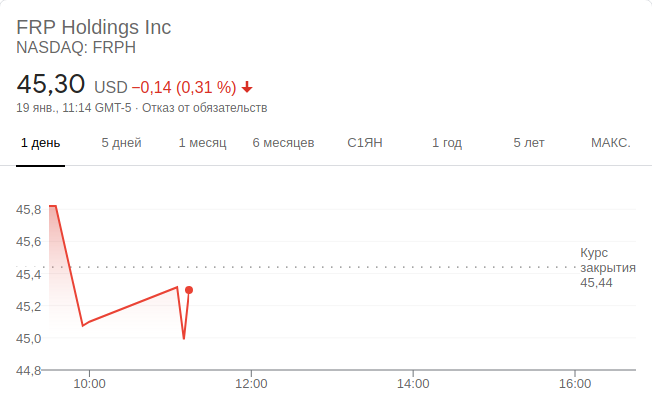 FRP Holdings Inc
NASDAQ: FRPH
45,30 USD −0,14 (0,31 %)
19 янв., 11:14 GMT-5 · Отказ от обязательств
1 день 5 дней 1 месяц 6 месяцев С1ЯН 1 год 5 лет МАКС.
45,8
45,6
45,4
45,2
45,0
44,8
Курс
закрытия
45,44
10:00 12:00 14:00 16:00